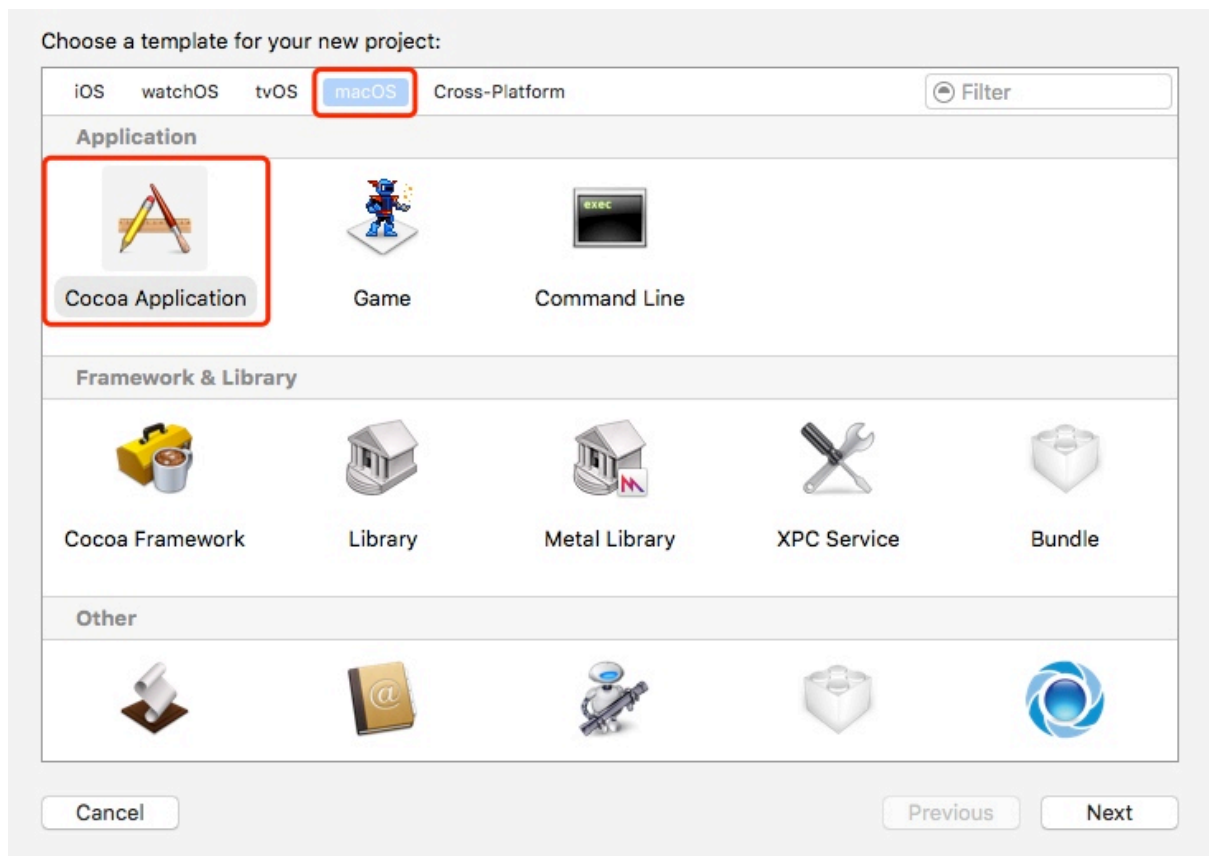 Choose a template for your new project:
iOS watchOS tvOS macOS Cross-Platform Filter
Application
exec
Cocoa Application Game Command Line
Framework & Library
Cocoa Framework Library Metal Library XPC Service Bundle
Other
@
Cancel Previous Next